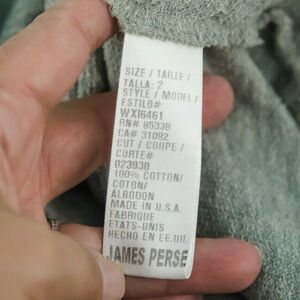 SIZE / TAILLE /
TALLA: 2
STYLE / MODEL /
ESTILO#
WXI6461
RN# 95338
CA# 31092
CUT / COUPE /
CORTE#
023930
100% COTTON/
COTON/
ALGODON
MADE IN U.S.A.
FABRIQUE
ETATS-UNIS
HECHO EN EE.UU.
JAMES PERSE